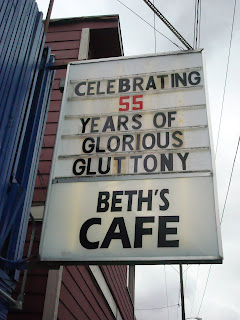 CELEBRATING
55
YEARS OF
GLORIOUS
GLUTTONY
BETH'S
CAFE